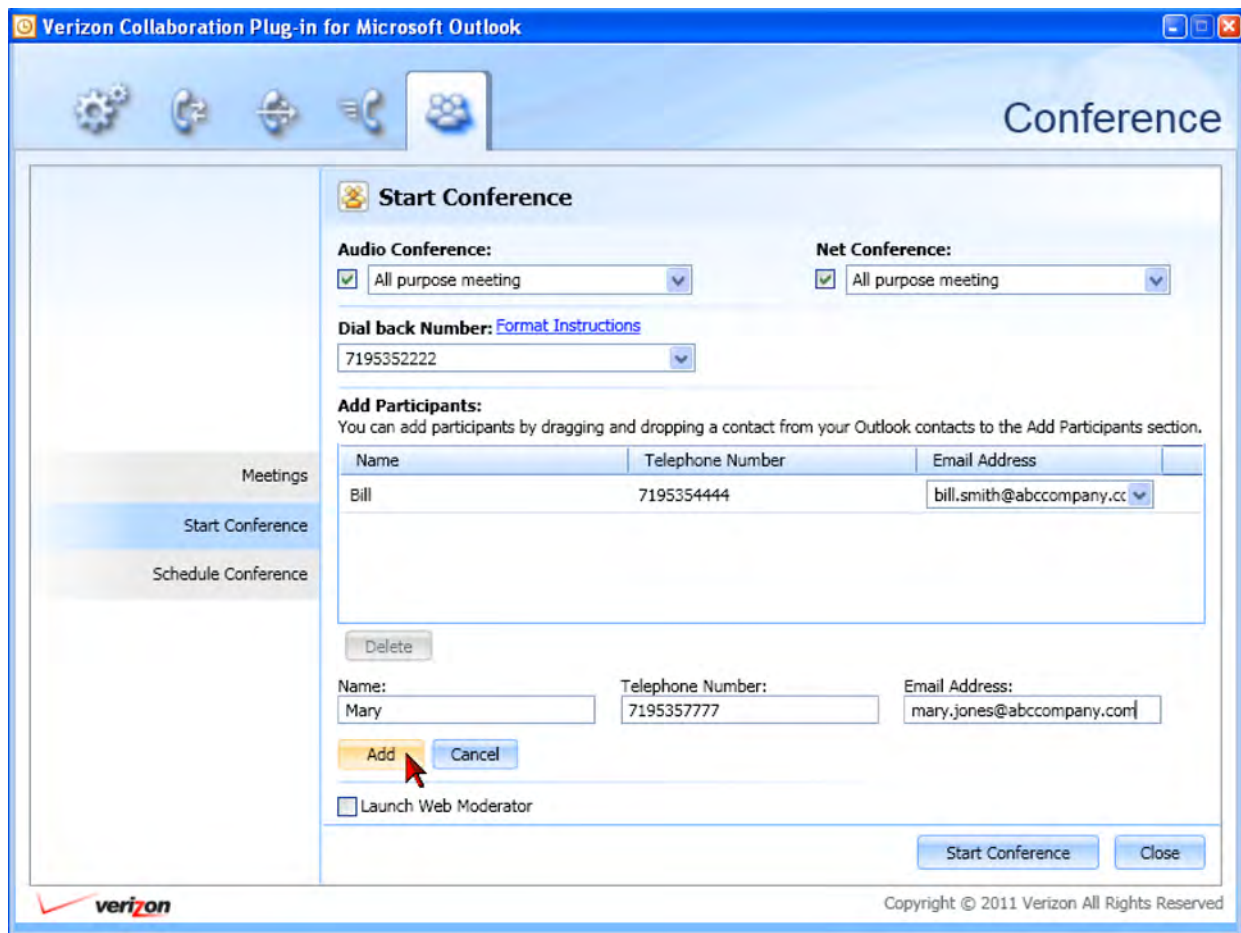 Verizon Collaboration Plug-in for Microsoft Outlook
Conference
Start Conference
Audio Conference: Net Conference:
All purpose meeting All purpose meeting
Dial back Number: Format Instructions
7195352222
Add Participants:
You can add participants by dragging and dropping a contact from your Outlook contacts to the Add Participants section.
Name Telephone Number Email Address
Bill 7195354444 bill.smith@abccompany.cc
Meetings
Start Conference
Schedule Conference
Delete
Name: Telephone Number: Email Address:
Mary 7195357777 mary.jones@abccompany.com
Add Cancel
Launch Web Moderator
Start Conference Close
verizon Copyright © 2011 Verizon All Rights Reserved